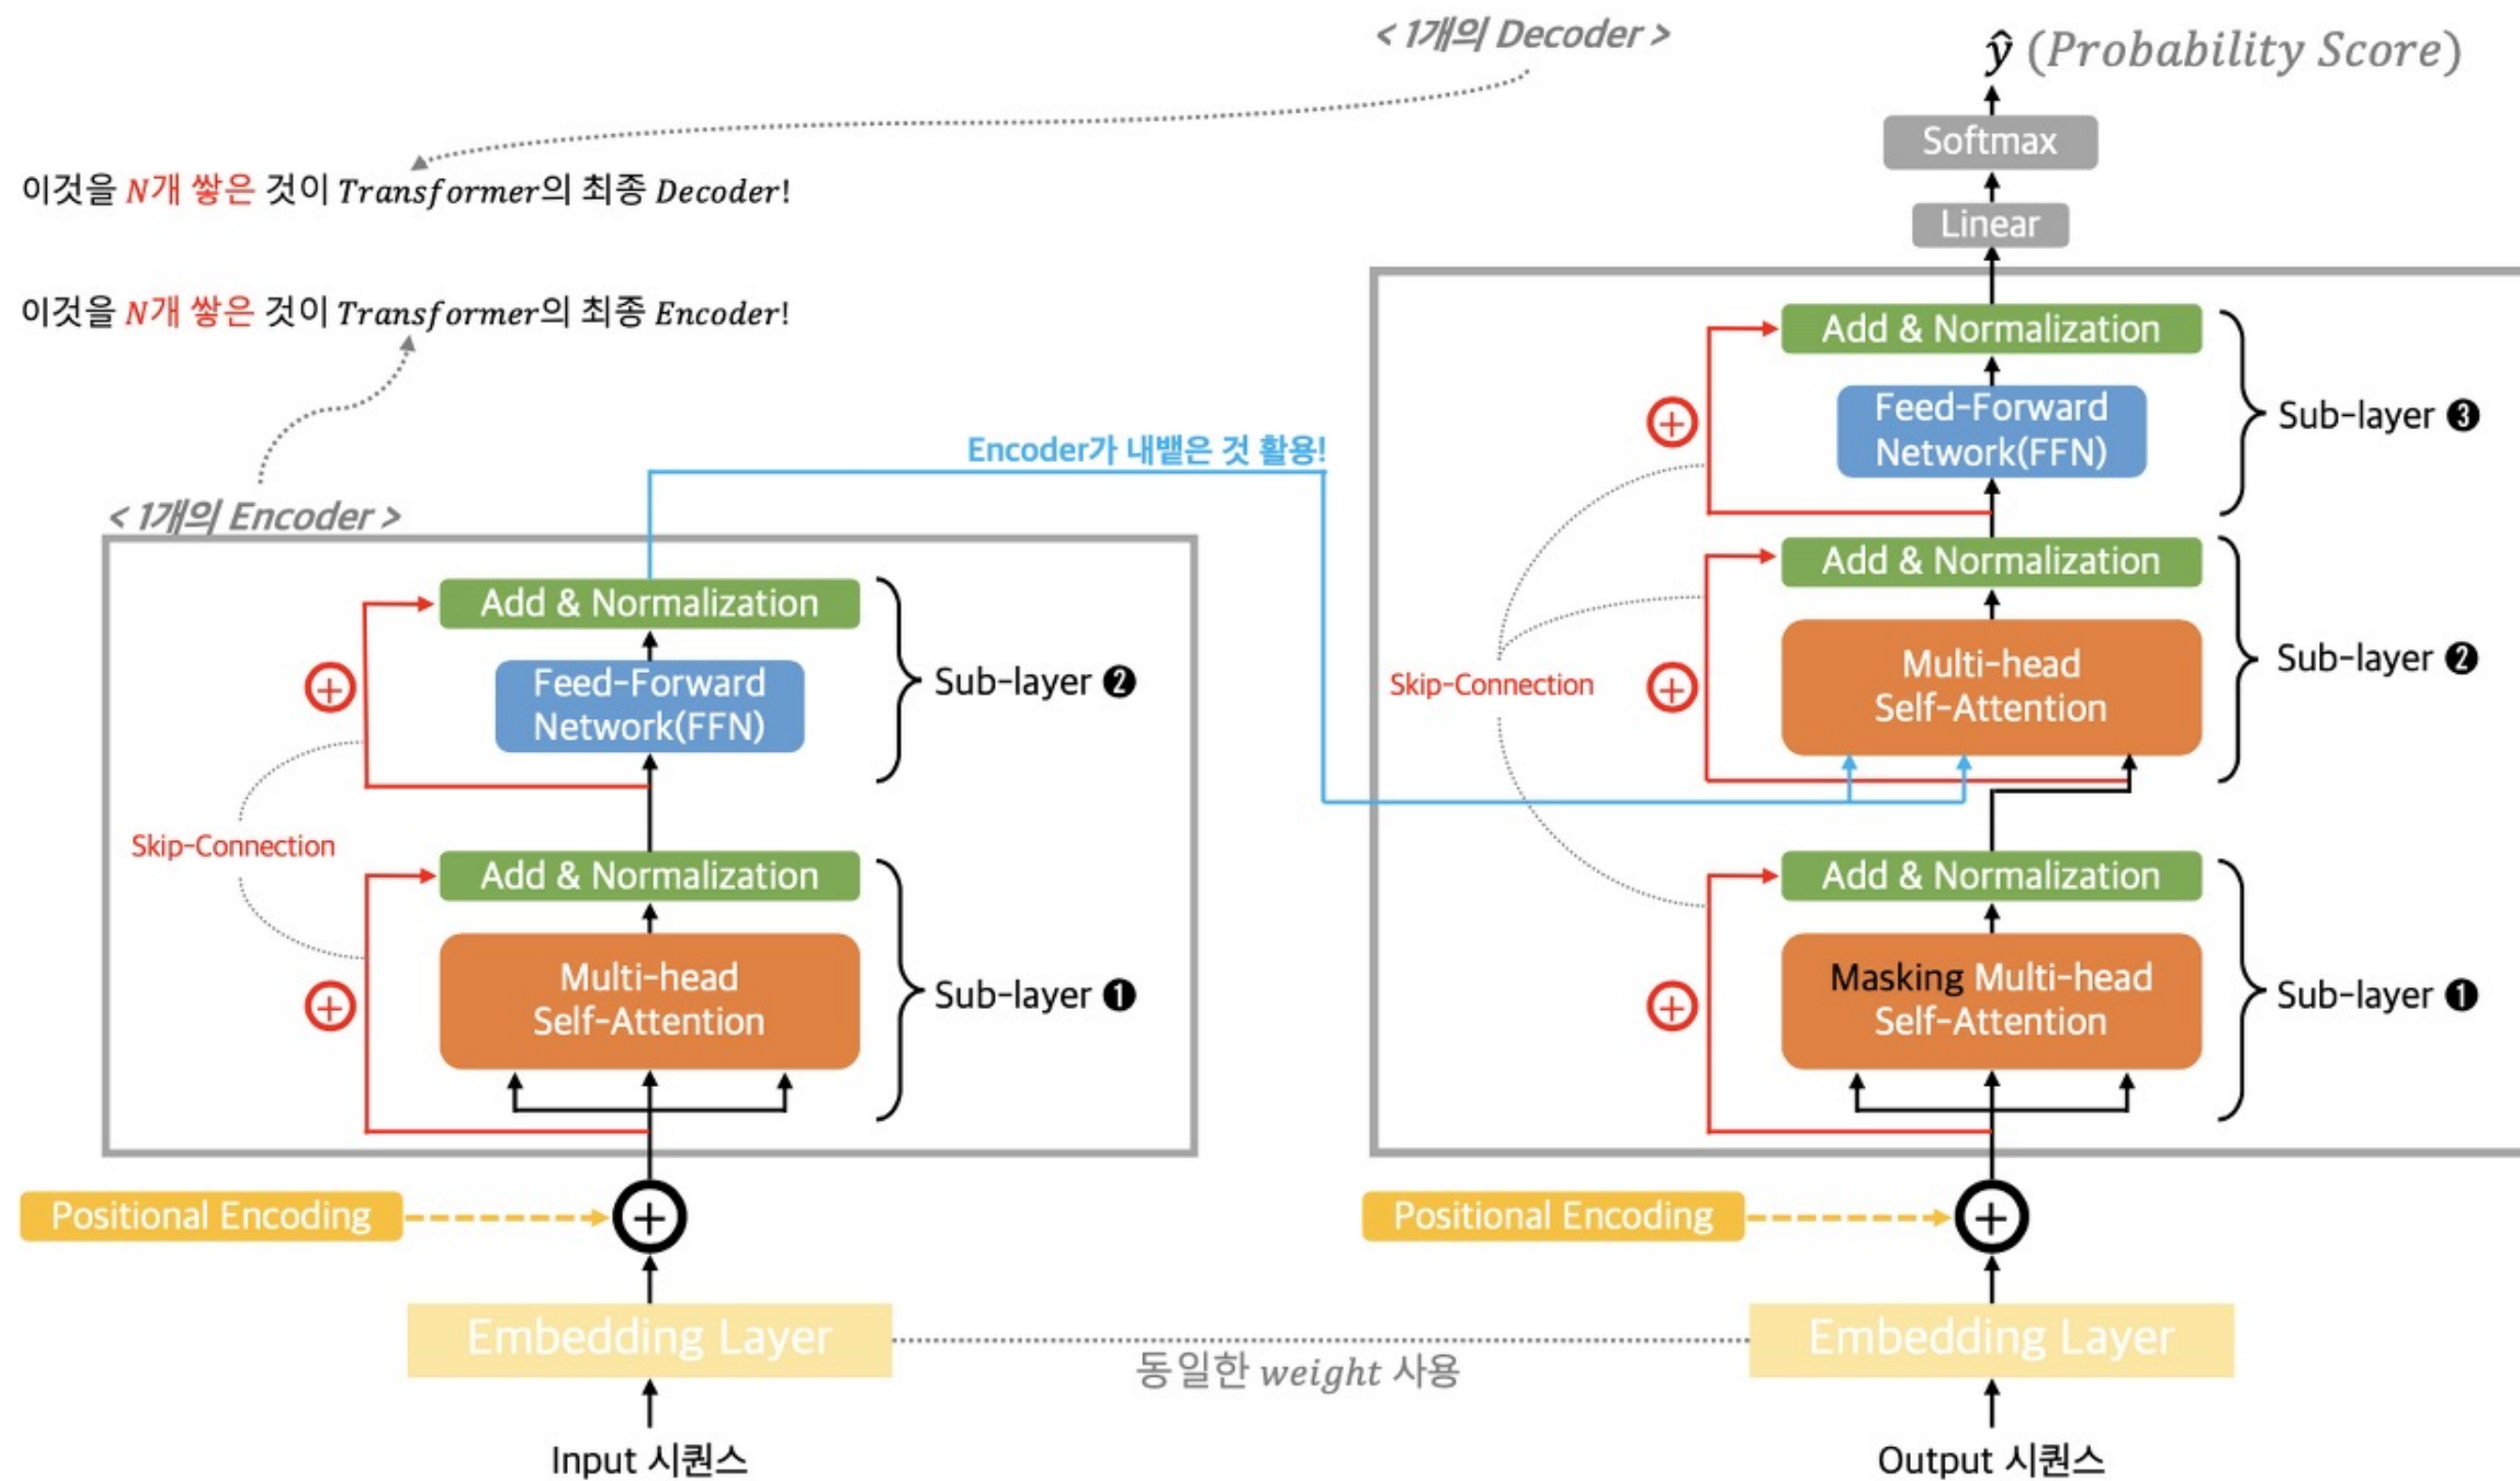 < 1개의 Decoder >
ŷ (Probability Score)
Softmax
이것을 N개 쌓은 것이 Transformer의 최종 Decoder!
Linear
이것을 N개 쌓은 것이 Transformer의 최종 Encoder!
< 1개의 Encoder >
Encoder가 내뱉은 것 활용!
Add & Normalization
Feed-Forward
Network(FFN)
Sub-layer ❷
Skip-Connection
Add & Normalization
Multi-head
Self-Attention
Sub-layer ❶
Positional Encoding
+
Embedding Layer
Input 시퀀스
+
+
동일한 weight 사용
Add & Normalization
Feed-Forward
Network(FFN)
Sub-layer ❸
+
Add & Normalization
Multi-head
Self-Attention
Sub-layer ❷
Skip-Connection
+
Add & Normalization
Masking Multi-head
Self-Attention
Sub-layer ❶
+
Positional Encoding
+
Embedding Layer
Output 시퀀스